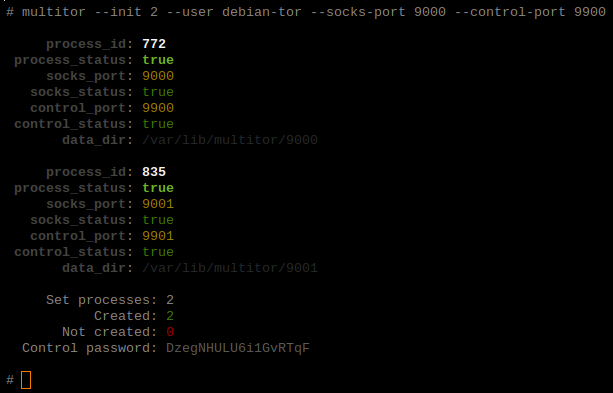 # multitor --init 2 --user debian-tor --socks-port 9000 --control-port 9900
process_id: 772
process_status: true
socks_port: 9000
socks_status: true
control_port: 9900
control_status: true
data_dir: /var/lib/multitor/9000
process_id: 835
process_status: true
socks_port: 9001
socks_status: true
control_port: 9901
control_status: true
data_dir: /var/lib/multitor/9001
Set processes: 2
Created: 2
Not created: 0
Control password: DzegNHULU6i1GvRTqF
#